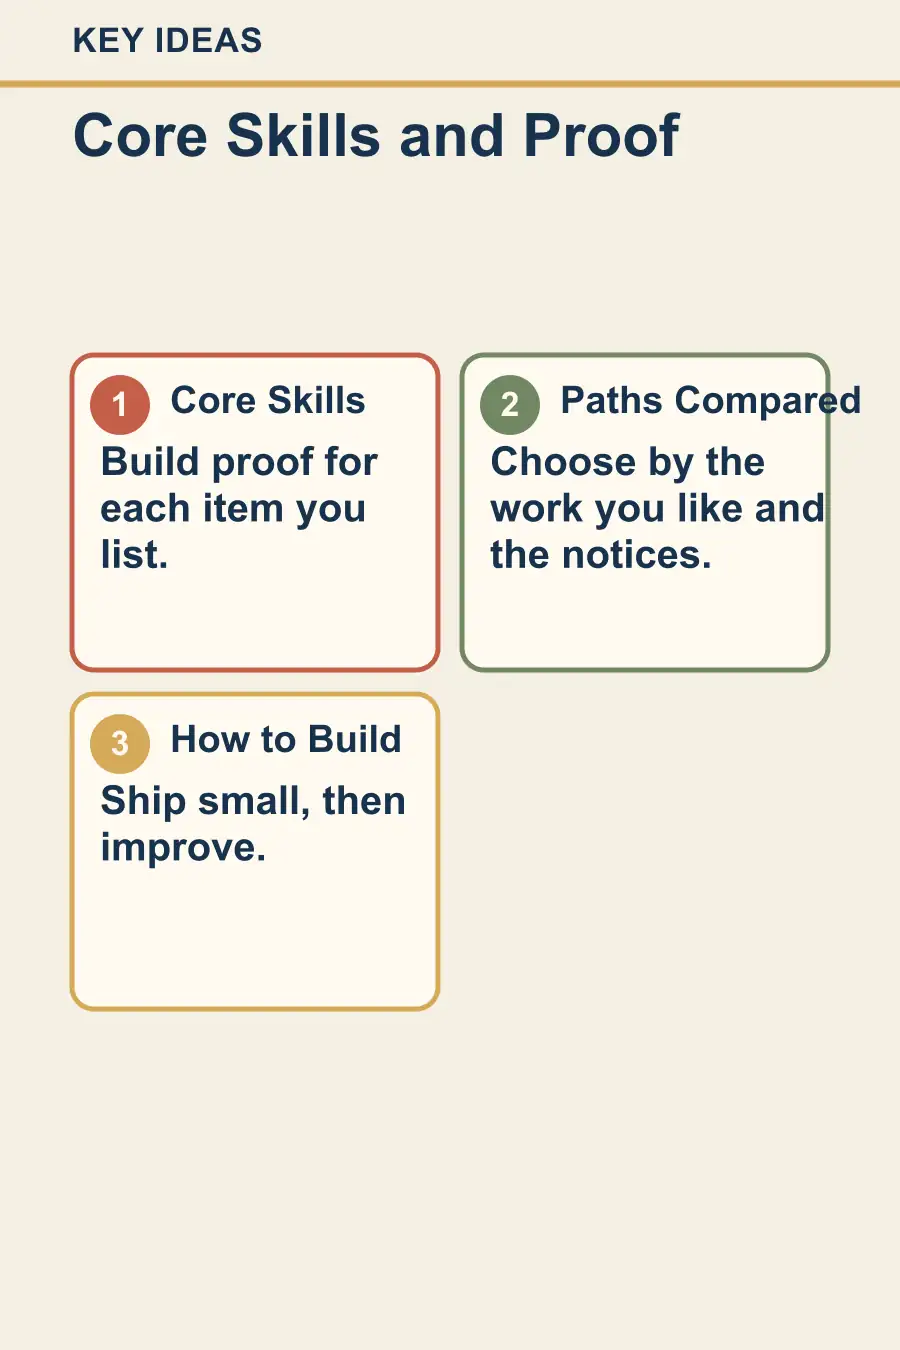 KEY IDEAS
Core Skills and Proof
1
Core Skills
Build proof for
each item you
list.
2
Paths Compared
Choose by the
work you like and
the notices.
3
How to Build
Ship small, then
improve.